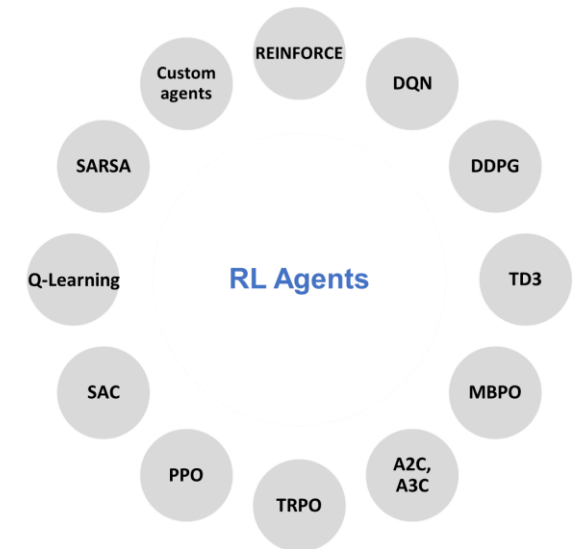 REINFORCE
DQN
DDPG
TD3
MBPO
A2C,
A3C
TRPO
PPO
SAC
Q-Learning
SARSA
Custom
agents
RL Agents